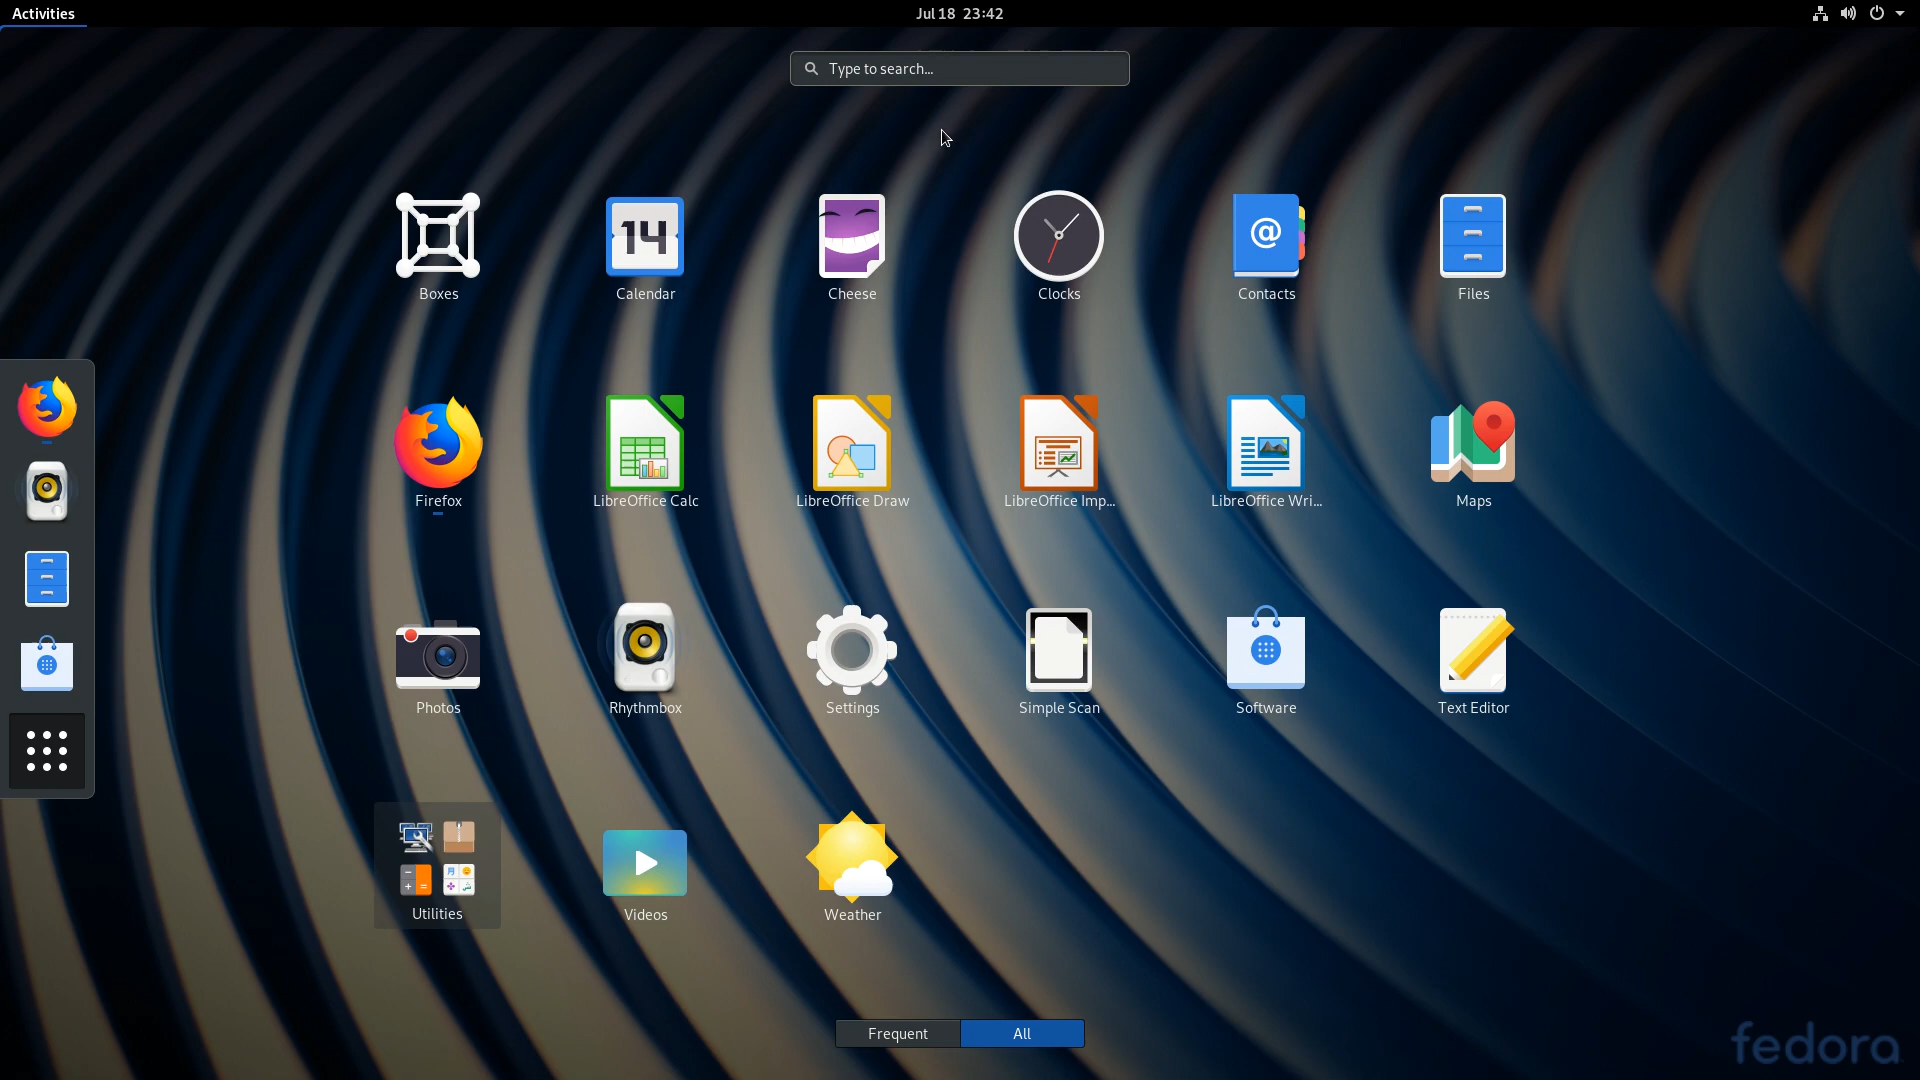 Activities
Jul 18 23:42
Type to search...
14
@
Boxes
Calendar
Cheese
Clocks
Contacts
Files
Firefox
LibreOffice Calc
LibreOffice Draw
LibreOffice Imp...
LibreOffice Wri...
Maps
Photos
Rhythmbox
Settings
Simple Scan
Software
Text Editor
Utilities
Videos
Weather
Frequent
All
fedora